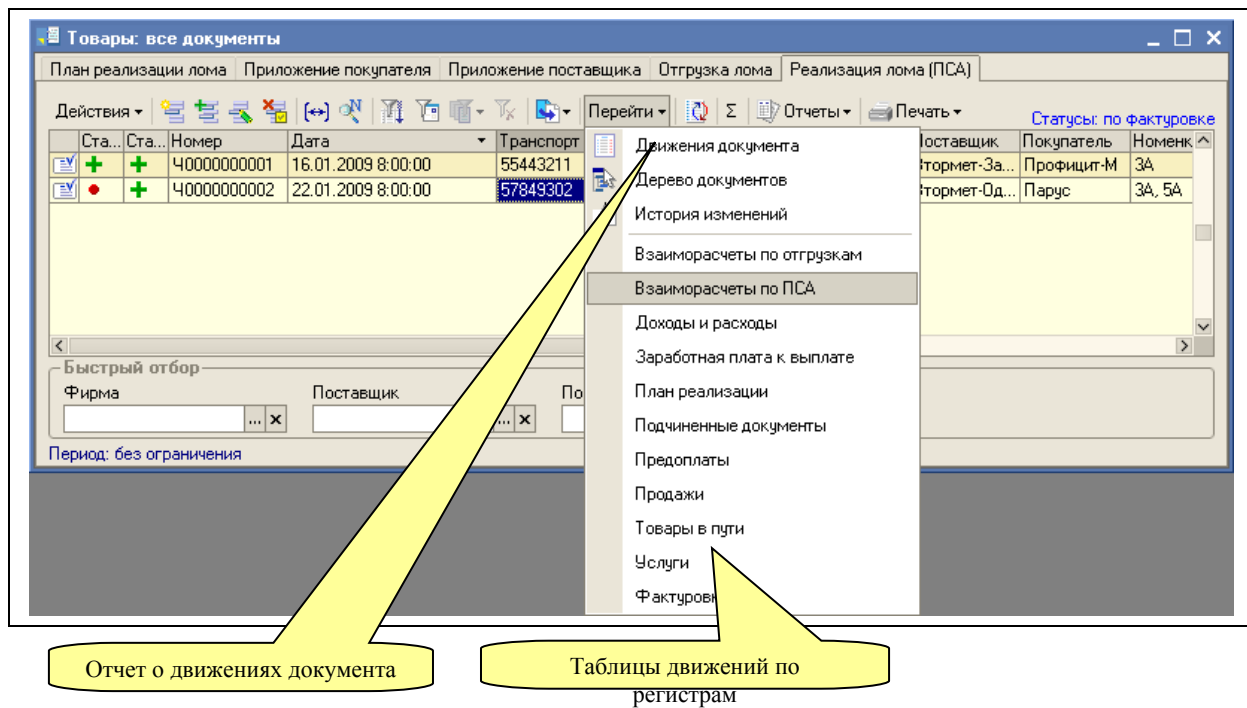 Товары: все документы
План реализации лома Приложение покупателя Приложение поставщика Отгрузка лома Реализация лома (ПСА)
Действия Перейти Σ Отчеты Печать Статусы: по фактуровке
Ста... Ста... Номер Дата Транспорт Поставщик Покупатель Номенк
Ч0000000001 16.01.2009 8:00:00 55443211 Втормет-За... Профицит-М 3А
Ч0000000002 22.01.2009 8:00:00 57849302 Втормет-Од... Парус 3А, 5А
Движения документа
Дерево документов
История изменений
Взаиморасчеты по отгрузкам
Взаиморасчеты по ПСА
Доходы и расходы
Заработная плата к выплате
План реализации
Подчиненные документы
Предоплаты
Продажи
Товары в пути
Услуги
Фактуров
Быстрый отбор
Фирма Поставщик По
... x ... x
Период: без ограничения
Отчет о движениях документа
Таблицы движений по
регистрам